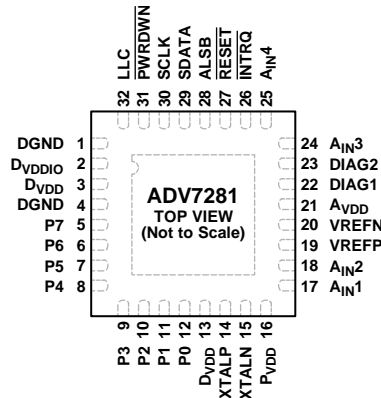 32 LLC
31 PWRDWN
30 SCLK
29 SDATA
28 ALSB
27 RESET
26 INTRQ
25 AIN4
DGND 1
DVDDIO 2
DVDD 3
DGND 4
P7 5
P6 6
P5 7
P4 8
ADV7281
TOP VIEW
(Not to Scale)
24 AIN3
23 DIAG2
22 DIAG1
21 AVDD
20 VREFN
19 VREFP
18 AIN2
17 AIN1
P3 9
P2 10
P1 11
P0 12
DVDD 13
XTALP 14
XTALN 15
PVDD 16